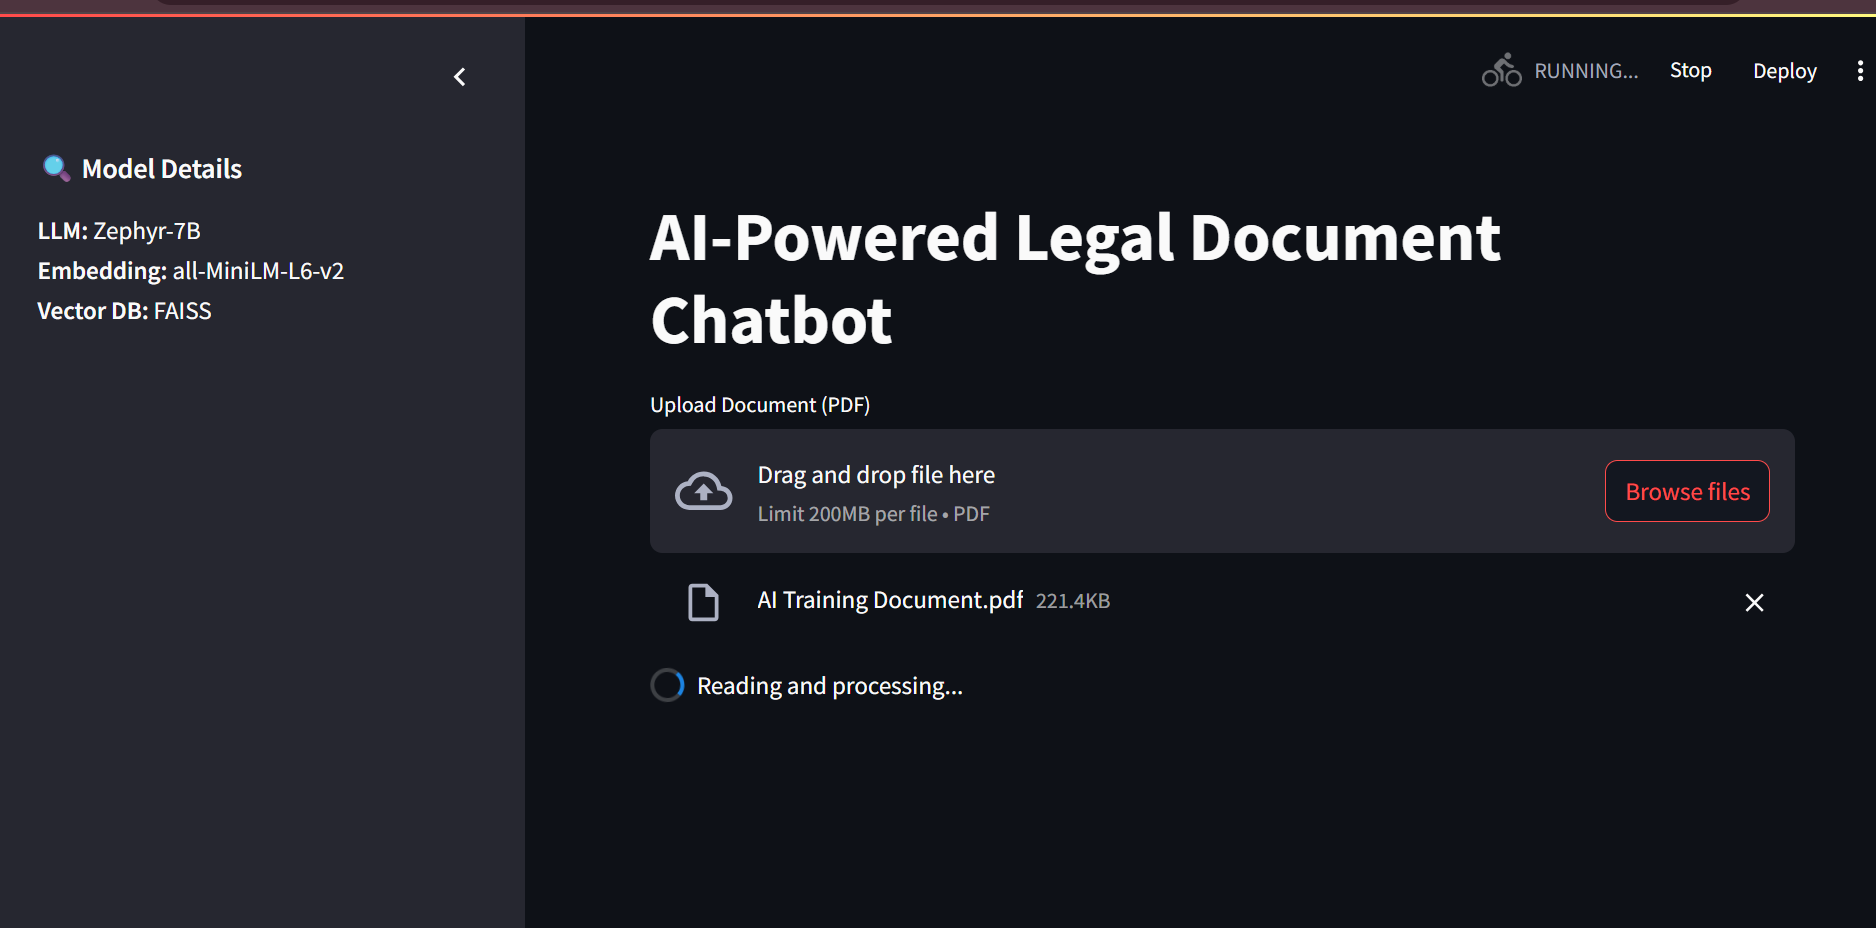 RUNNING...
Stop
Deploy
Model Details
LLM: Zephyr-7B
Embedding: all-MiniLM-L6-v2
Vector DB: FAISS
AI-Powered Legal Document
Chatbot
Upload Document (PDF)
Drag and drop file here
Limit 200MB per file • PDF
Browse files
AI Training Document.pdf 221.4KB
Reading and processing...